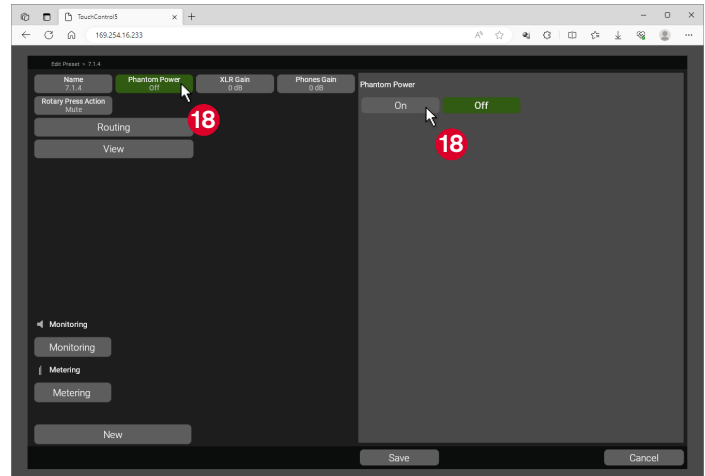 TouchControl5
169.254.16.233
Edit Preset > 7.1.4
Name
7.1.4
Phantom Power
Off
XLR Gain
0 dB
Phones Gain
0 dB
Phantom Power
Rotary Press Action
Mute
On
Off
18
18
Routing
View
Monitoring
Monitoring
Metering
Metering
New
Save
Cancel